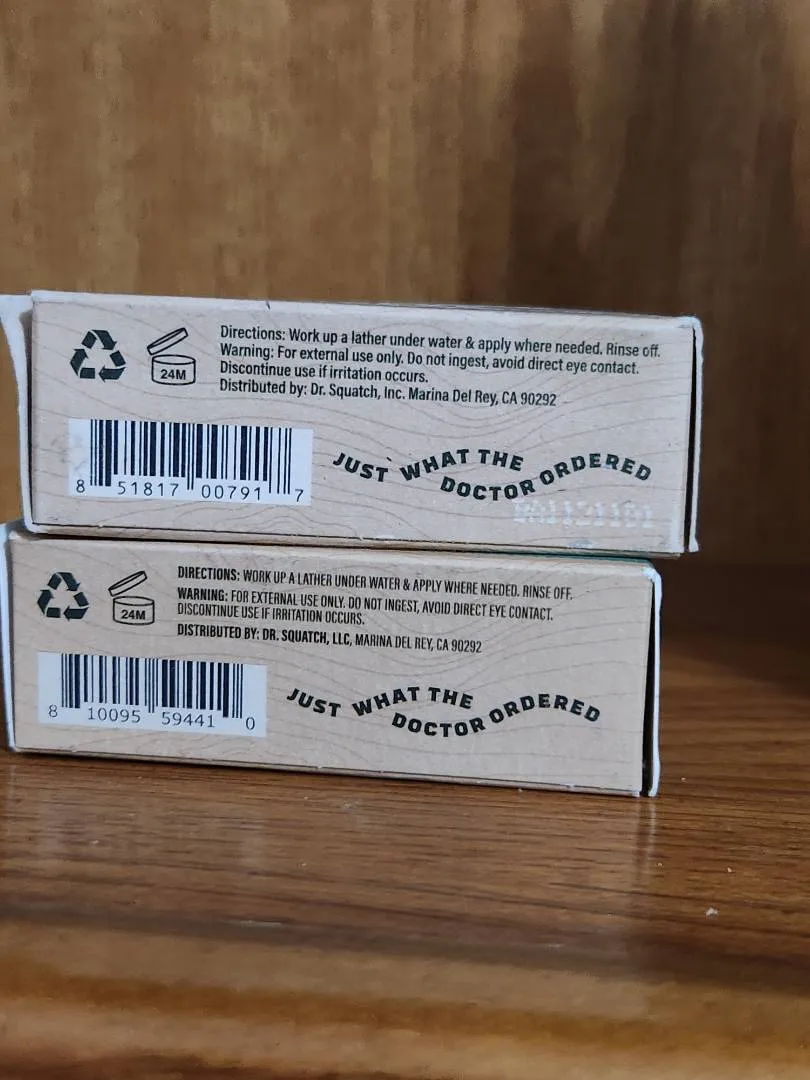 24M
Directions: Work up a lather under water & apply where needed. Rinse off.
Warning: For external use only. Do not ingest, avoid direct eye contact.
Discontinue use if irritation occurs.
Distributed by: Dr. Squatch, Inc. Marina Del Rey, CA 90292
8 51817 00791 7
JUST WHAT THE
DOCTOR ORDERED
24M
DIRECTIONS: WORK UP A LATHER UNDER WATER & APPLY WHERE NEEDED. RINSE OFF.
WARNING: FOR EXTERNAL USE ONLY. DO NOT INGEST, AVOID DIRECT EYE CONTACT.
DISCONTINUE USE IF IRRITATION OCCURS.
DISTRIBUTED BY: DR. SQUATCH, LLC, MARINA DEL REY, CA 90292
8 10095 59441 0
JUST WHAT THE
DOCTOR ORDERED